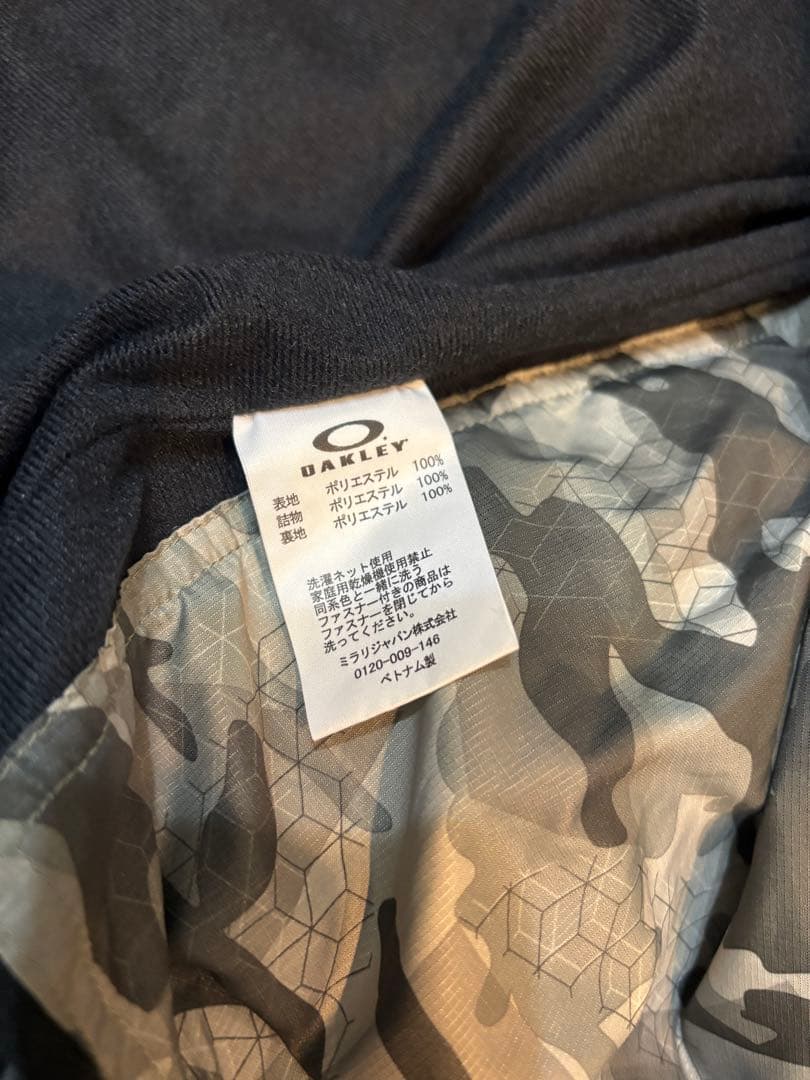 OAKLEY
表地 ポリエステル 100%
詰物 ポリエステル 100%
裏地 ポリエステル 100%
洗濯ネット使用
家庭用乾燥機使用禁止
同系色と一緒に洗う
ファスナー付きの商品は
ファスナーを閉じてから
洗ってください。
ミラリジャパン株式会社
0120-009-146
ベトナム製